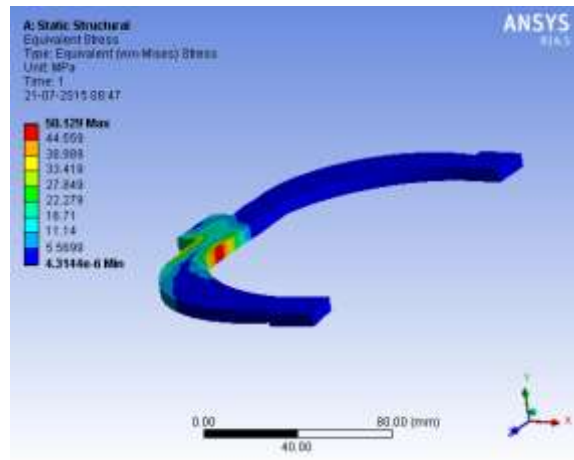 A: Static Structural
Equivalent Stress
Type: Equivalent (von-Mises) Stress
Unit: MPa
Time: 1
21-07-2015 08:47
50.129 Max
44.559
38.989
33.419
27.849
22.279
16.71
11.14
5.5699
4.3144e-6 Min
ANSYS
0.00
80.00 (mm)
40.00
Y
X